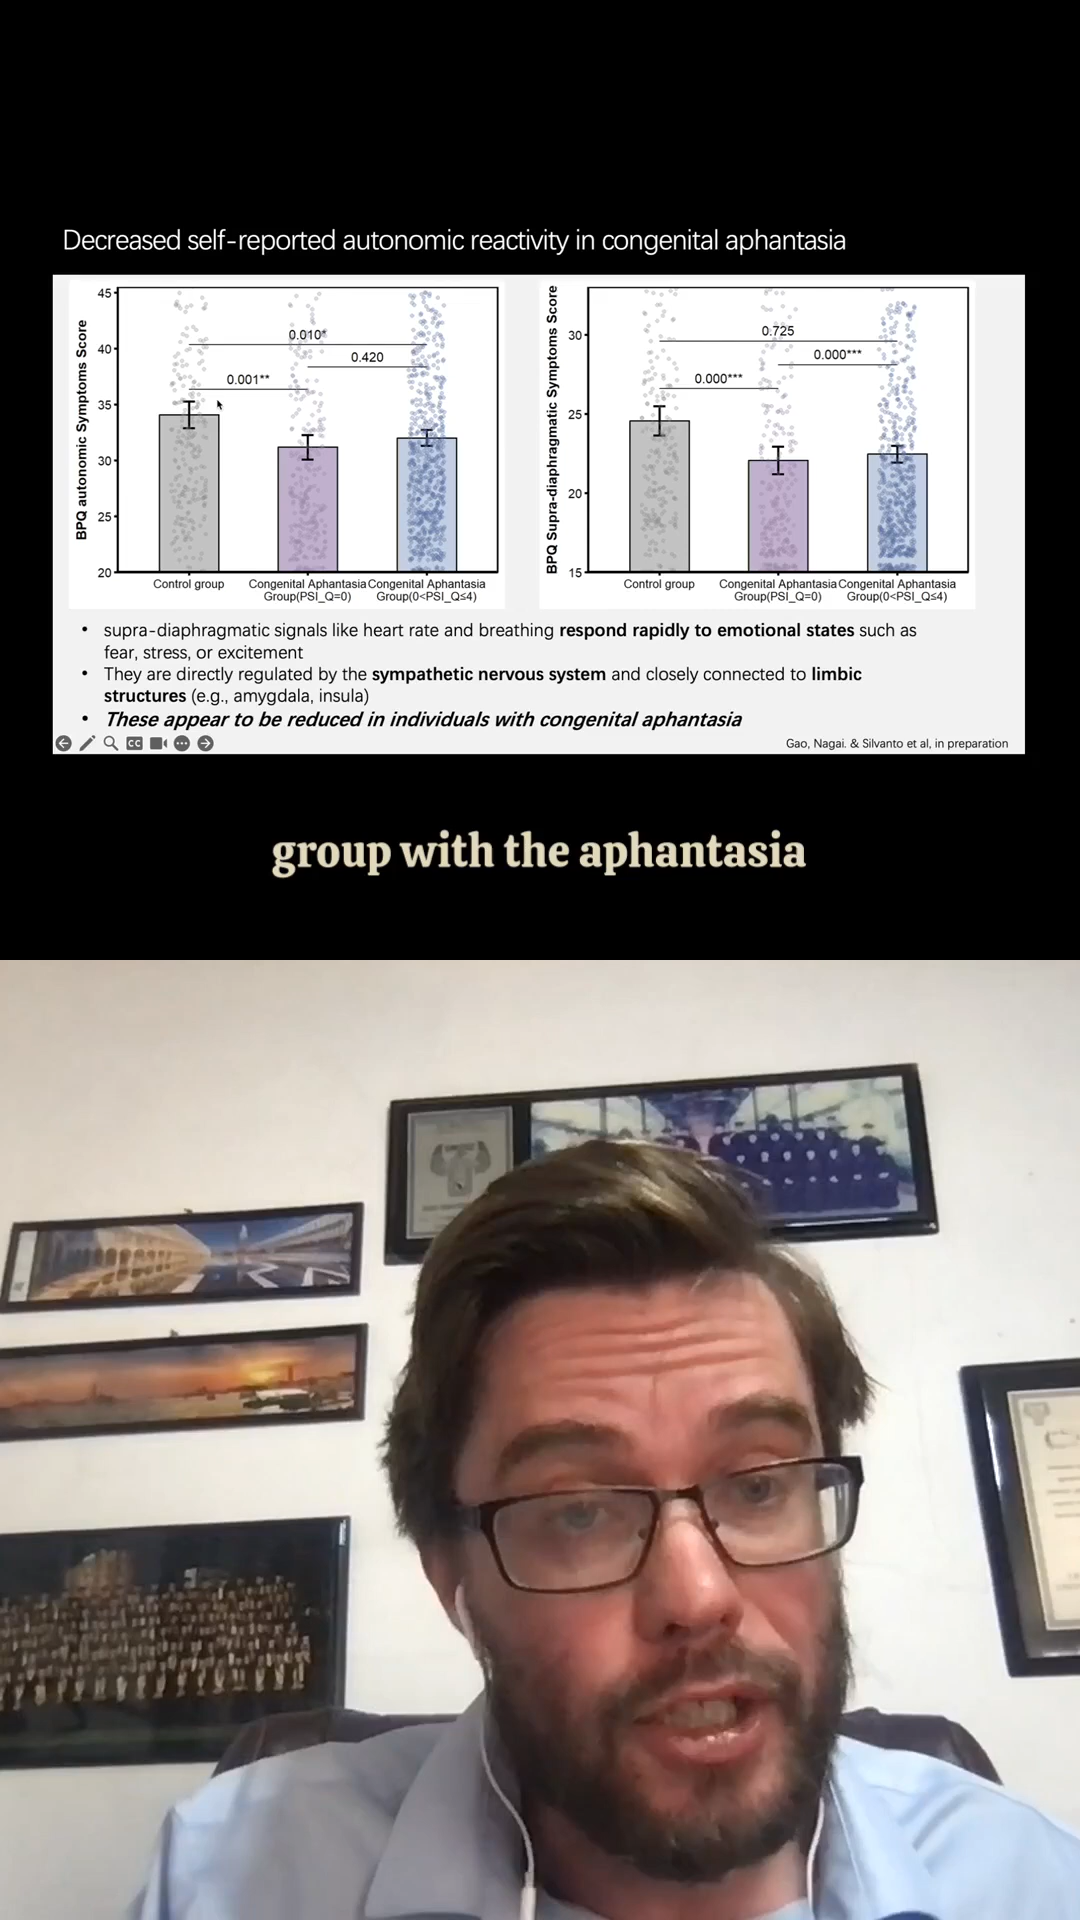 Decreased self-reported autonomic reactivity in congenital aphantasia
BPQ autonomic Symptoms Score
45
40
35
30
25
20
0.010*
0.420
0.001**
Control group
Congenital Aphantasia
Group(PSI_Q=0)
Congenital Aphantasia
Group(0<PSI_Q≤4)
BPQ Supra-diaphragmatic Symptoms Score
30
25
20
15
0.725
0.000***
0.000***
Control group
Congenital Aphantasia
Group(PSI_Q=0)
Congenital Aphantasia
Group(0<PSI_Q≤4)
• supra-diaphragmatic signals like heart rate and breathing respond rapidly to emotional states such as
fear, stress, or excitement
• They are directly regulated by the sympathetic nervous system and closely connected to limbic
structures (e.g., amygdala, insula)
• These appear to be reduced in individuals with congenital aphantasia
CC
Gao, Nagai. & Silvanto et al, in preparation
group with the aphantasia